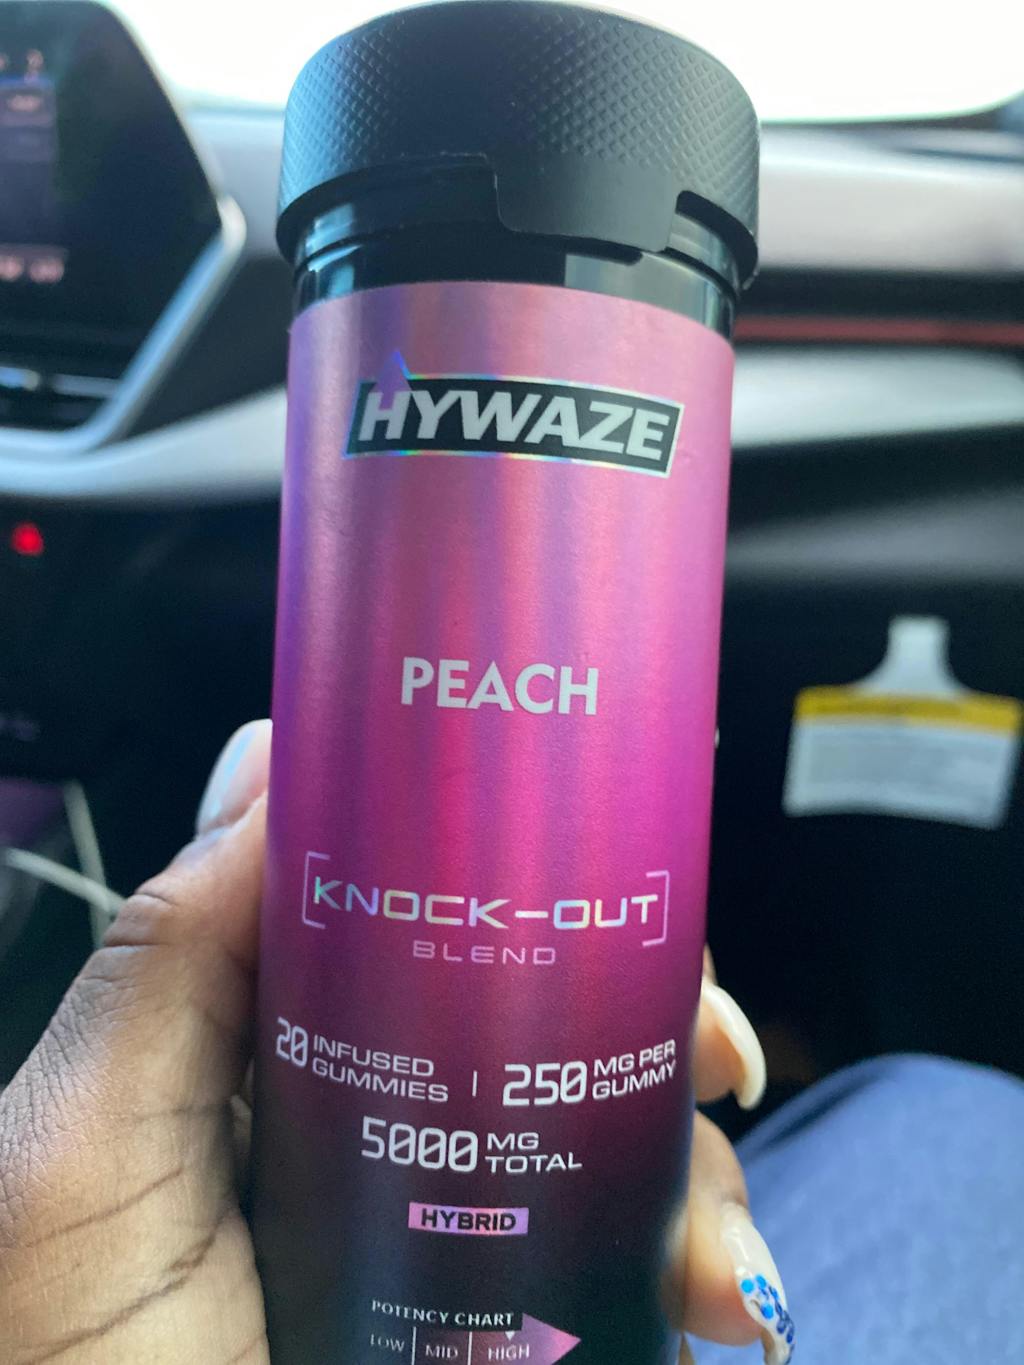 HYWAZE
PEACH
[KNOCK-OUT]
BLEND
20 INFUSED GUMMIES | 250 MG PER GUMMY
5000 MG TOTAL
HYBRID
POTENCY CHART
LOW | MID | HIGH